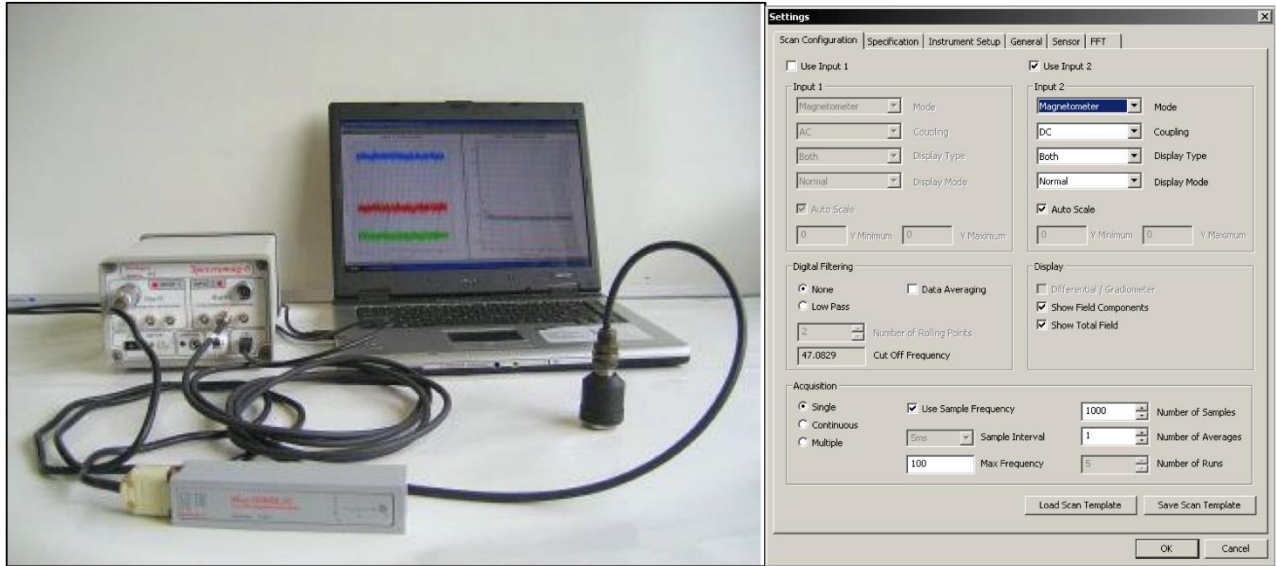 Settings
Scan Configuration Specification Instrument Setup General Sensor FFT
Use Input 1
Use Input 2
Input 1
Input 2
Magnetometer Mode
Magnetometer Mode
AC Coupling
DC Coupling
Both Display Type
Both Display Type
Normal Display Mode
Normal Display Mode
Auto Scale
Auto Scale
0 Y Minimum 0 Y Maximum
0 Y Minimum 0 Y Maximum
Digital Filtering
Display
None Data Averaging
Differential / Gradiometer
Low Pass
Show Field Components
Show Total Field
2 Number of Rolling Points
47.0829 Cut Off Frequency
Acquisition
Single Use Sample Frequency 1000 Number of Samples
Continuous
5ms Sample Interval 1 Number of Averages
Multiple
100 Max Frequency 5 Number of Runs
Load Scan Template Save Scan Template
OK Cancel